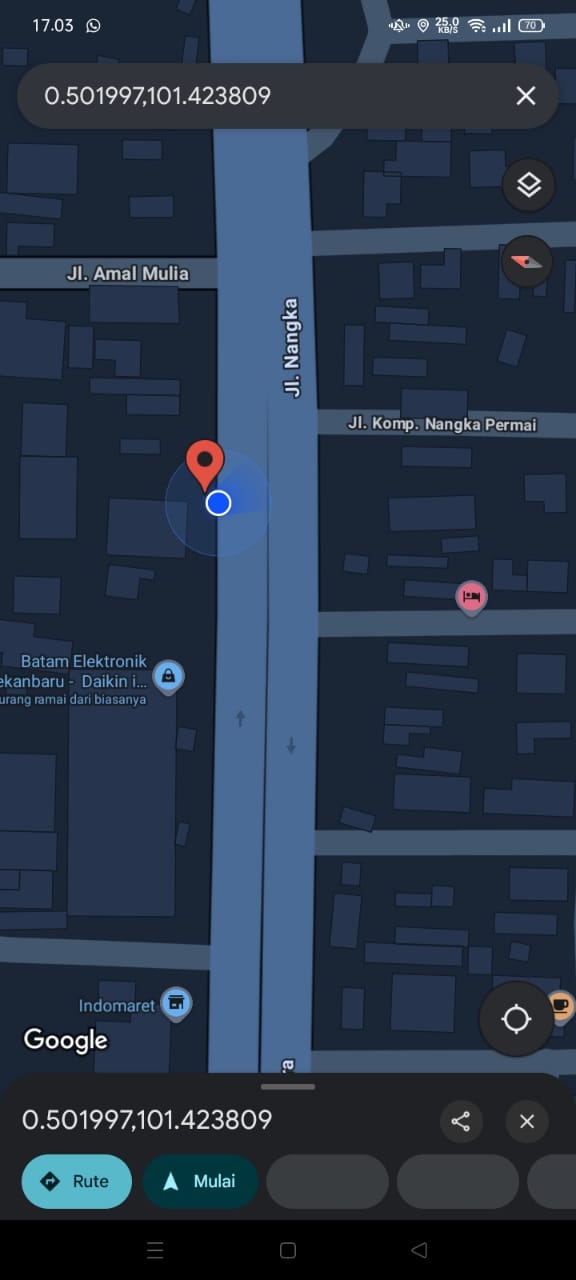 17.03
25.0
KB/S
70
0.501997,101.423809
Jl. Amal Mulia
Jl. Nangka
Jl. Komp. Nangka Permai
Batam Elektronik
ekanbaru - Daikin i...
urang ramai dari biasanya
Indomaret
Google
ra
0.501997,101.423809
Rute
Mulai